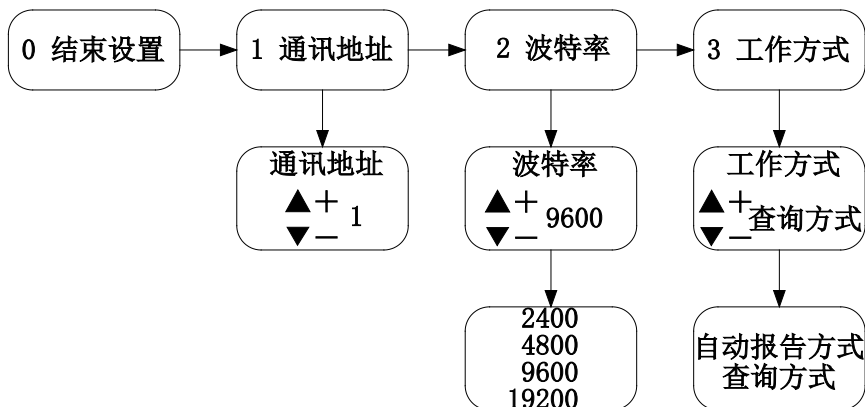 0 结束设置
1 通讯地址
2 波特率
3 工作方式
通讯地址
▲+
1
▼−
波特率
▲+
9600
▼−
工作方式
▲+
查询方式
▼−
2400
4800
9600
19200
自动报告方式
查询方式